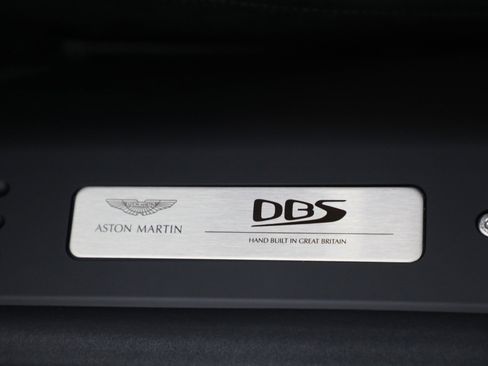 ASTON MARTIN
DBS
HAND BUILT IN GREAT BRITAIN